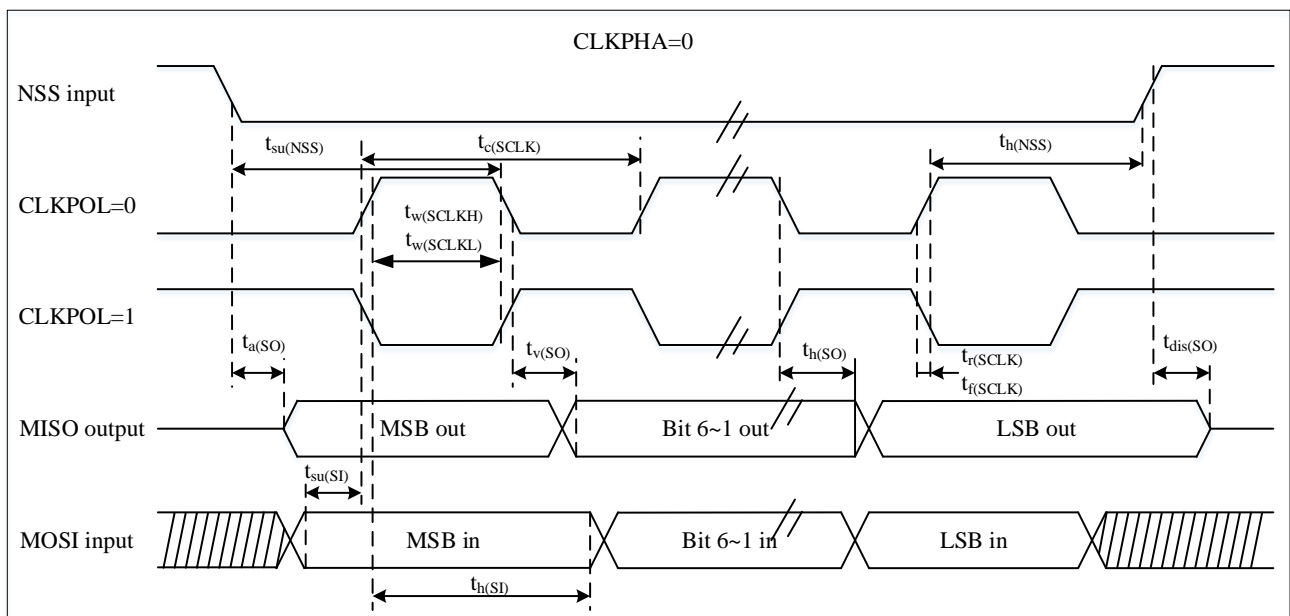 CLKPHA=0
NSS input
tsu(NSS)
tc(SCLK)
th(NSS)
CLKPOL=0
tw(SCLKH)
tw(SCLKL)
CLKPOL=1
ta(SO)
tv(SO)
th(SO)
tr(SCLK)
tf(SCLK)
tdis(SO)
MISO output
MSB out
Bit 6~1 out
LSB out
tsu(SI)
MOSI input
MSB in
Bit 6~1 in
LSB in
th(SI)